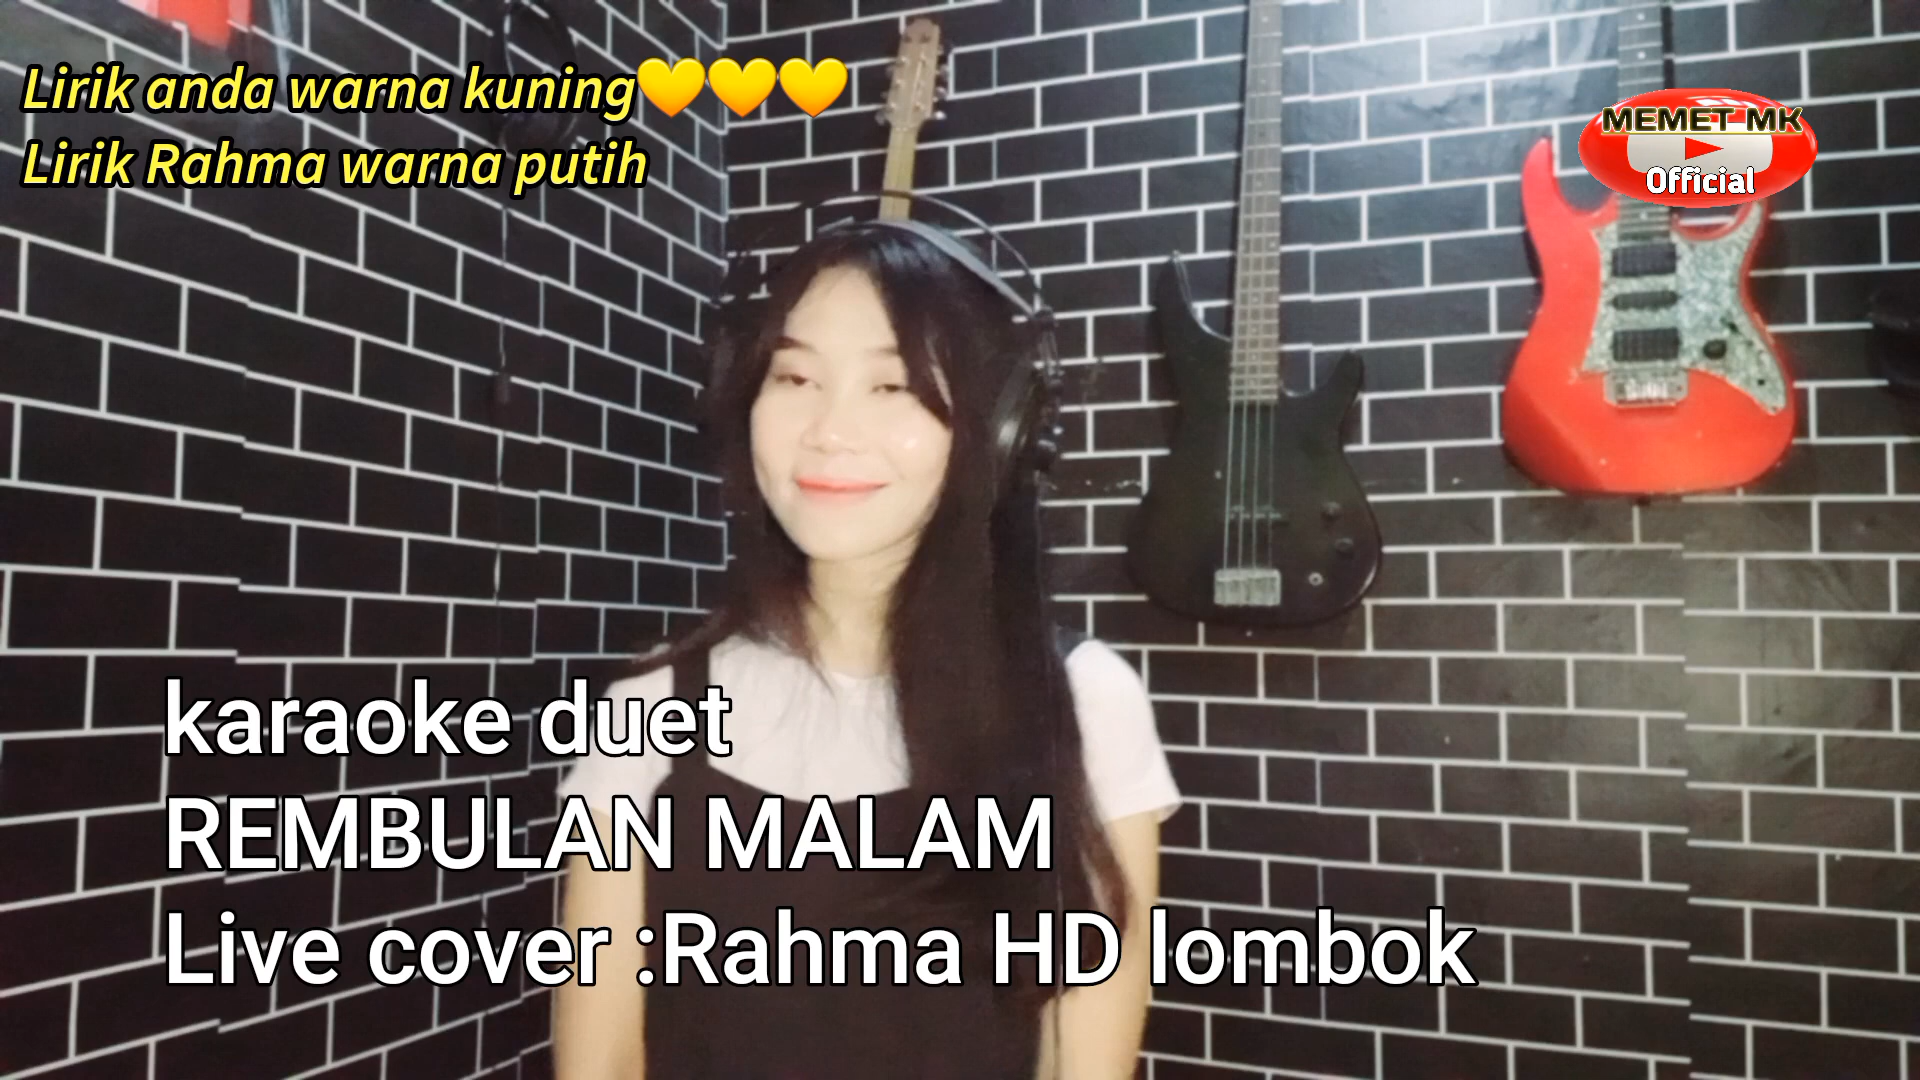 Lirik anda warna kuning💛💛💛
Lirik Rahma warna putih
MEMET MK
Official
karaoke duet
REMBULAN MALAM
Live cover :Rahma HD lombok